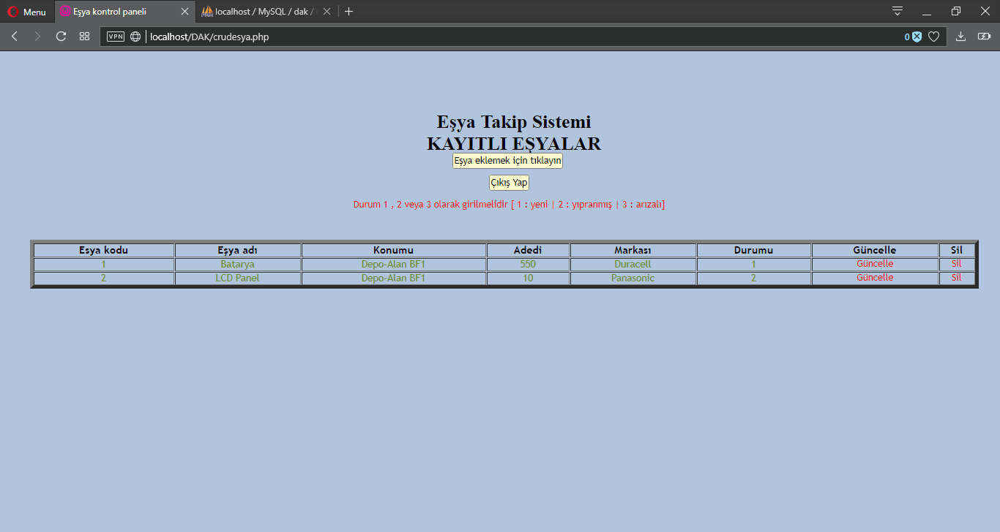 Menu
Eşya kontrol paneli
localhost / MySQL / dak /
VPN
localhost/DAK/crudesya.php
0
Eşya Takip Sistemi
KAYITLI EŞYALAR
Eşya eklemek için tıklayın
Çıkış Yap
Durum 1 , 2 veya 3 olarak girilmelidir [ 1 : yeni | 2 : yıpranmış | 3 : arızalı]
Esya kodu Eşya adı Konumu Adedi Markası Durumu Güncelle Sil
1 Batarya Depo-Alan BF1 550 Duracell 1 Güncelle Sil
2 LCD Panel Depo-Alan BF1 10 Panasonic 2 Güncelle Sil